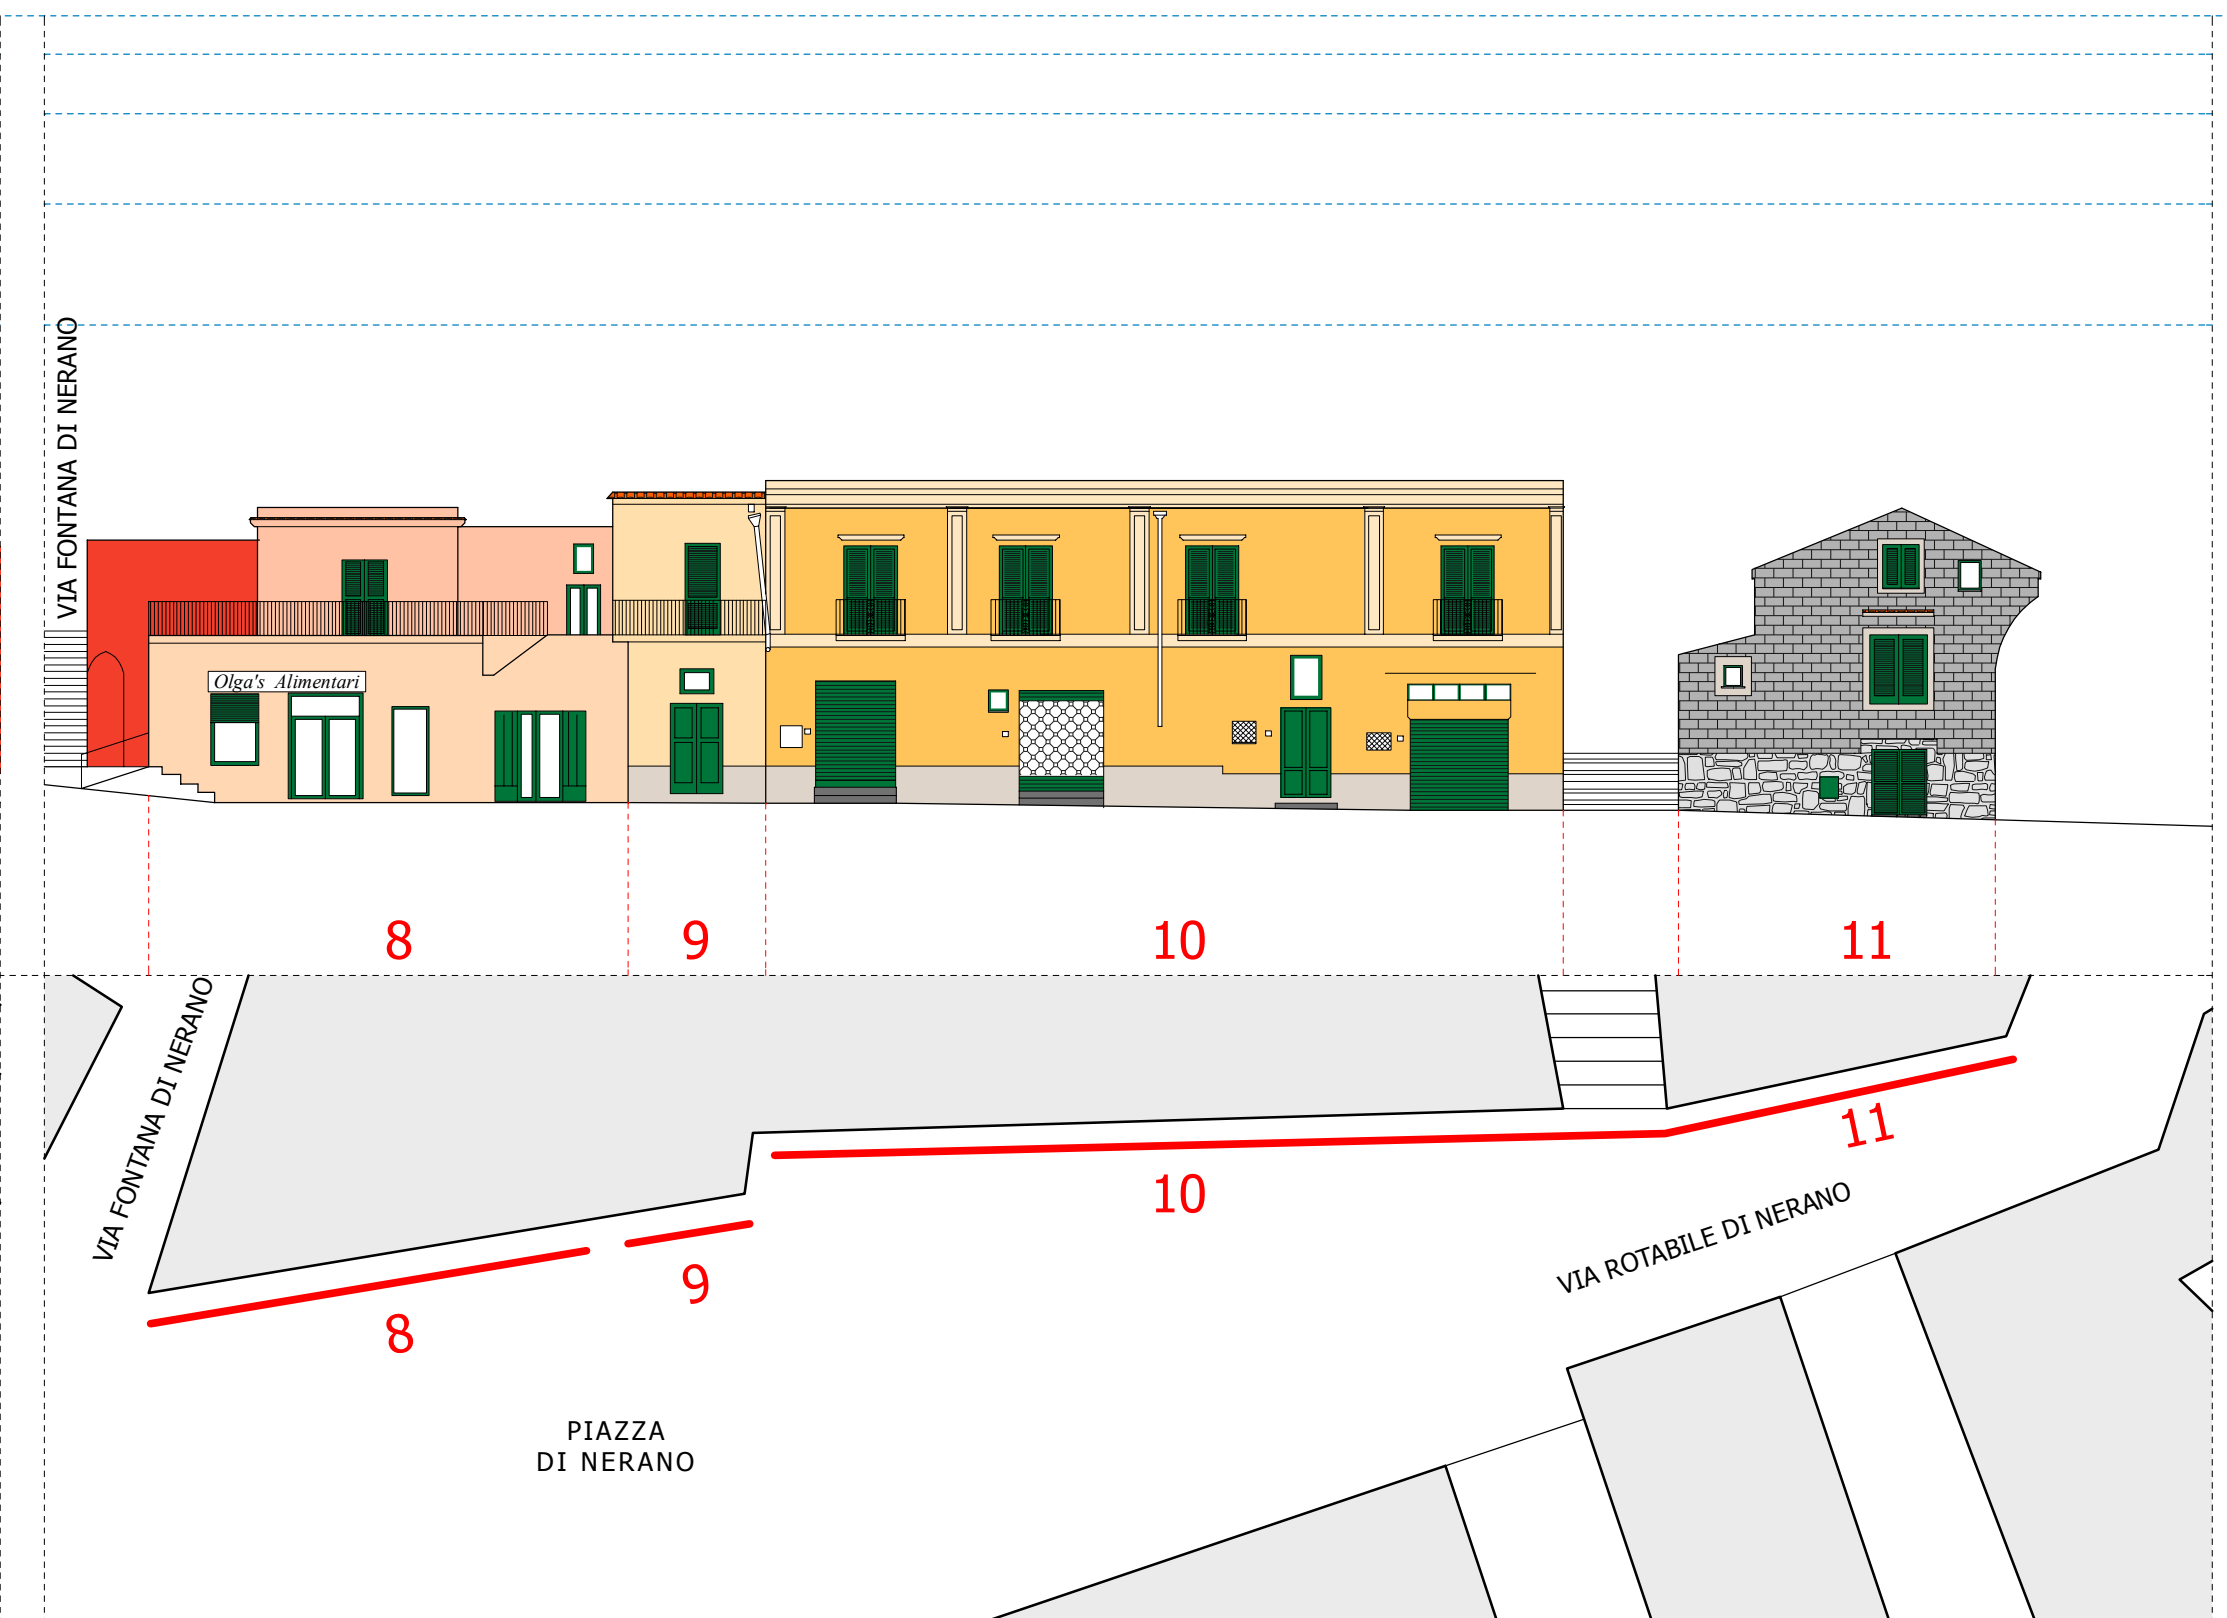 VIA FONTANA DI NERANO
Olga's Alimentari
8
9
10
11
VIA FONTANA DI NERANO
11
10
VIA ROTABILE DI NERANO
9
8
PIAZZA
DI NERANO